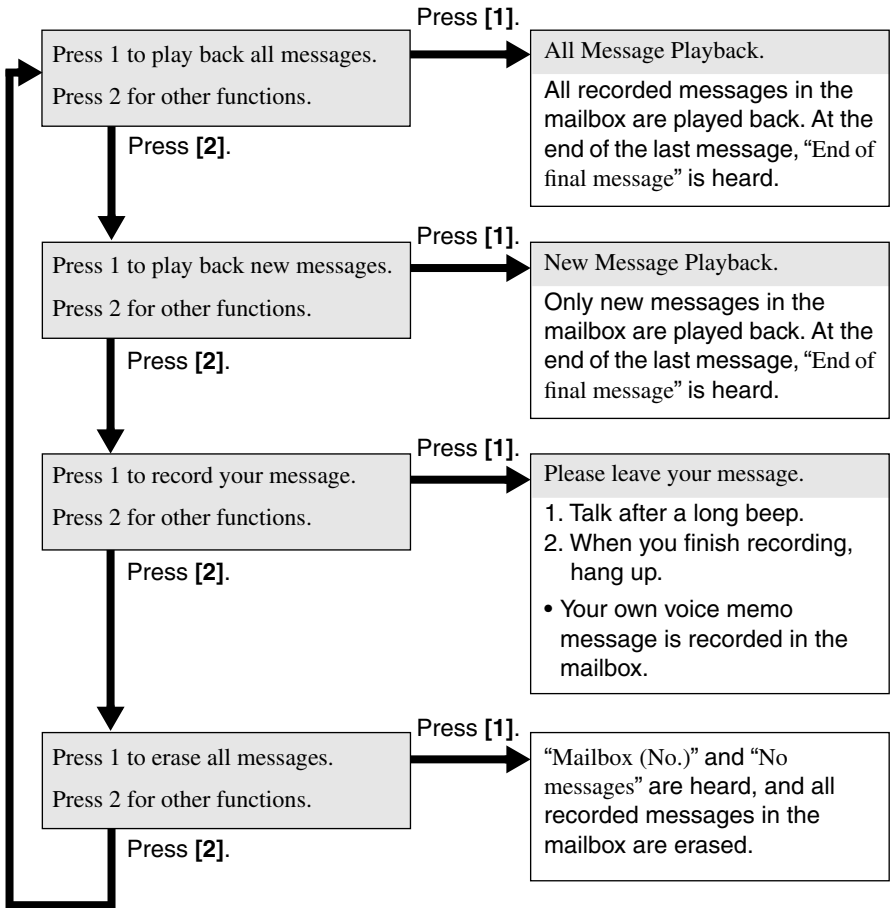 Press [1].
Press 1 to play back all messages.
Press 2 for other functions.
All Message Playback.
All recorded messages in the
mailbox are played back. At the
end of the last message, “End of
final message” is heard.
Press [2].
Press [1].
Press 1 to play back new messages.
Press 2 for other functions.
New Message Playback.
Only new messages in the
mailbox are played back. At the
end of the last message, “End of
final message” is heard.
Press [2].
Press [1].
Press 1 to record your message.
Press 2 for other functions.
Please leave your message.
1. Talk after a long beep.
2. When you finish recording,
hang up.
• Your own voice memo
message is recorded in the
mailbox.
Press [2].
Press [1].
Press 1 to erase all messages.
Press 2 for other functions.
“Mailbox (No.)” and “No
messages” are heard, and all
recorded messages in the
mailbox are erased.
Press [2].